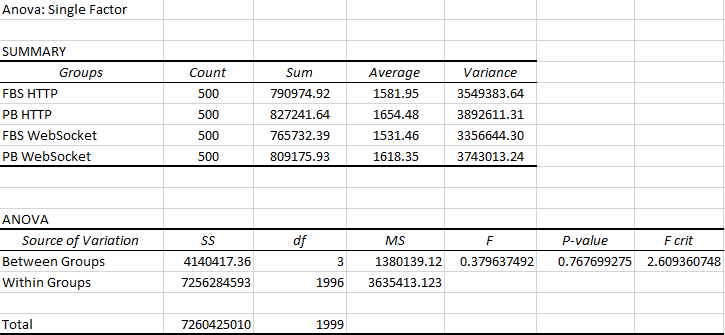 Anova: Single Factor
SUMMARY
Groups Count Sum Average Variance
FBS HTTP 500 790974.92 1581.95 3549383.64
PB HTTP 500 827241.64 1654.48 3892611.31
FBS WebSocket 500 765732.39 1531.46 3356644.30
PB WebSocket 500 809175.93 1618.35 3743013.24
ANOVA
Source of Variation SS df MS F P-value F crit
Between Groups 4140417.36 3 1380139.12 0.379637492 0.767699275 2.609360748
Within Groups 7256284593 1996 3635413.123
Total 7260425010 1999